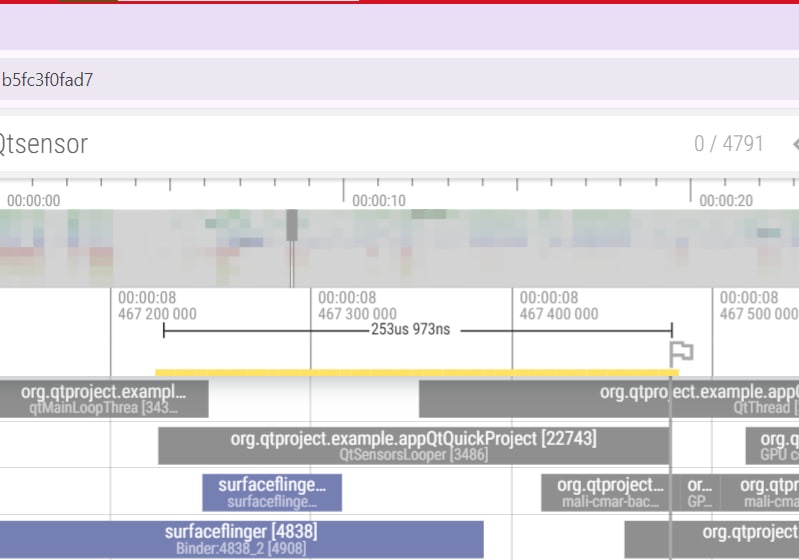 b5fc3f0fad7
Qtsensor
0 / 4791
00:00:00
00:00:10
00:00:20
00:00:08
467 200 000
00:00:08
467 300 000
00:00:08
467 400 000
00:00:08
467 500 000
253us 973ns
org.qtproject.exampl...
qtMainLoopThrea [343...
org.qtproject.example.appQ
QtThread [
org.qtproject.example.appQtQuickProject [22743]
QtSensorsLooper [3486]
org.q
GPU c
surfaceflinge...
surfaceflinge...
org.qtproject...
mali-cmar-bac...
or...
GP...
org.qtpr
mali-cma
surfaceflinger [4838]
Binder:4838_2 [4908]
org.qtproject